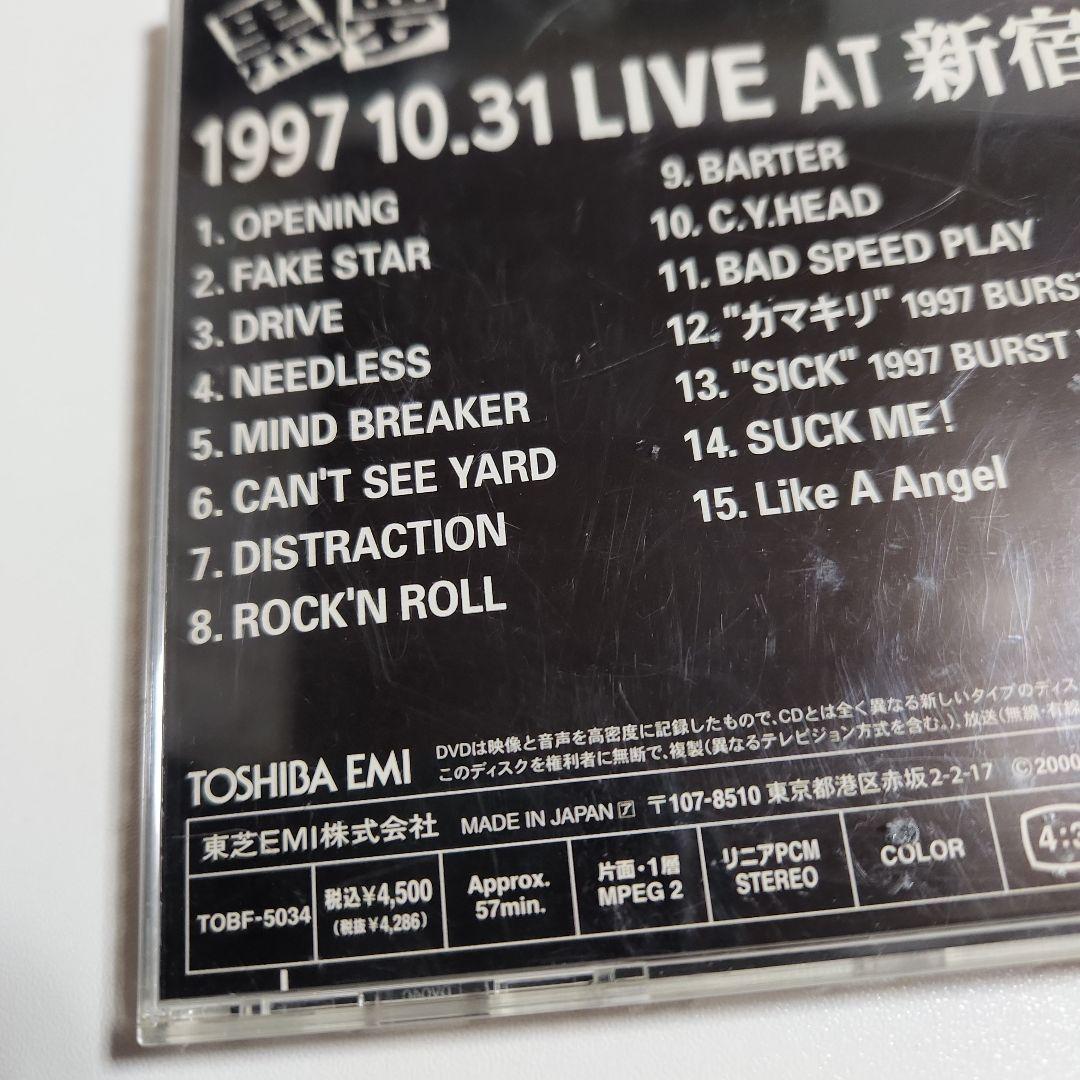 黒夢
1997 10.31 LIVE AT 新宿
1. OPENING
2. FAKE STAR
3. DRIVE
4. NEEDLESS
5. MIND BREAKER
6. CAN'T SEE YARD
7. DISTRACTION
8. ROCK'N ROLL
9. BARTER
10. C.Y.HEAD
11. BAD SPEED PLAY
12. "カマキリ" 1997 BURST
13. "SICK" 1997 BURST
14. SUCK ME!
15. Like A Angel
TOSHIBA EMI
DVDは映像と音声を高密度に記録したもので、CDとは全く異なる新しいタイプのディス
このディスクを権利者に無断で、複製(異なるテレビジョン方式を含む。)、放送(無線・有線
東芝EMI株式会社 MADE IN JAPAN ア 〒107-8510 東京都港区赤坂2-2-17 ©2000
TOBF-5034
税込¥4,500
(税抜¥4,286)
Approx.
57min.
片面・1層
MPEG 2
リニアPCM
STEREO
COLOR
4:3